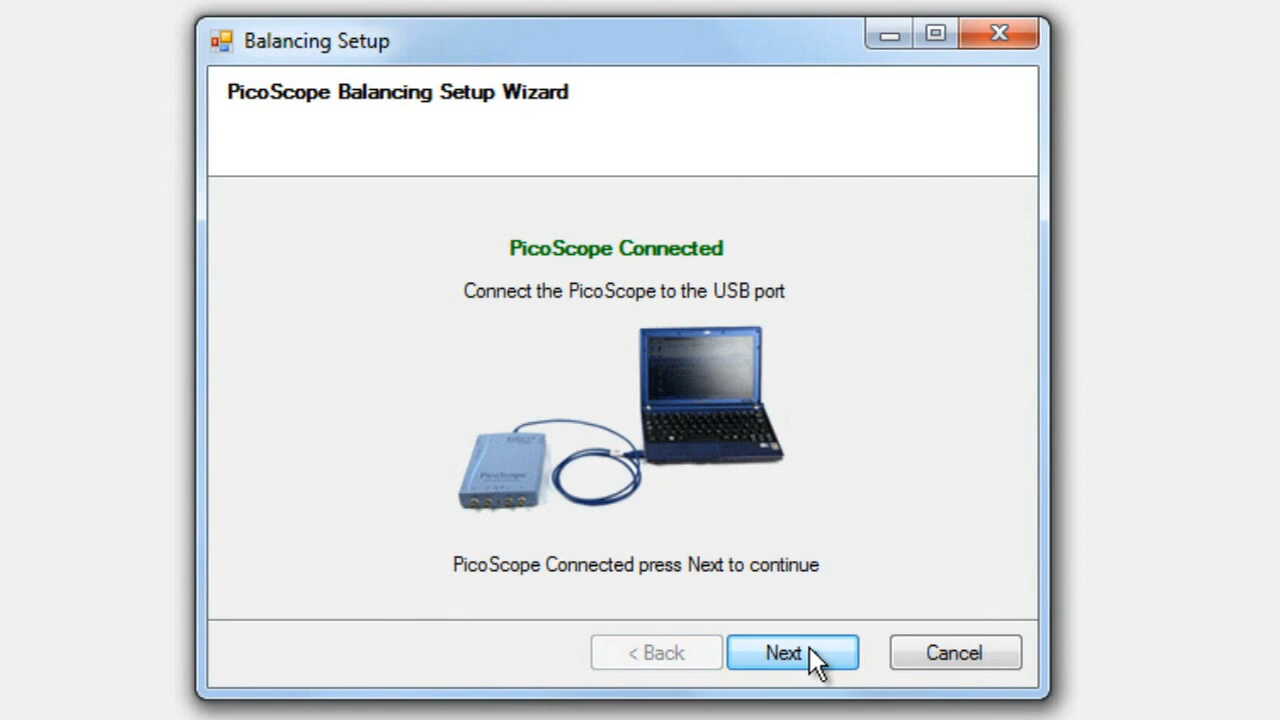 Balancing Setup
PicoScope Balancing Setup Wizard
PicoScope Connected
Connect the PicoScope to the USB port
PicoScope
PicoScope Connected press Next to continue
< Back
Next
Cancel